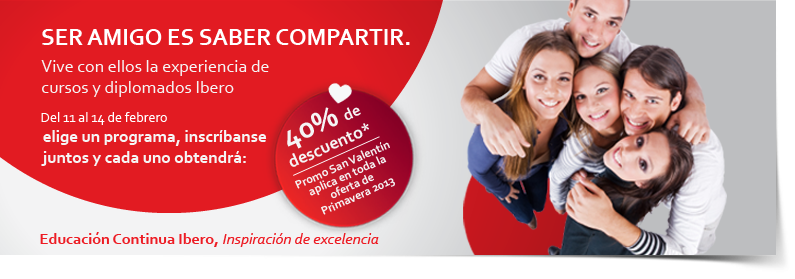 SER AMIGO ES SABER COMPARTIR.
Vive con ellos la experiencia de
cursos y diplomados Ibero
Del 11 al 14 de febrero
elige un programa, inscríbanse
juntos y cada uno obtendrá:
40% de
descuento*
Promo San Valentín
aplica en toda la
oferta de
Primavera 2013
Educación Continua Ibero, Inspiración de excelencia